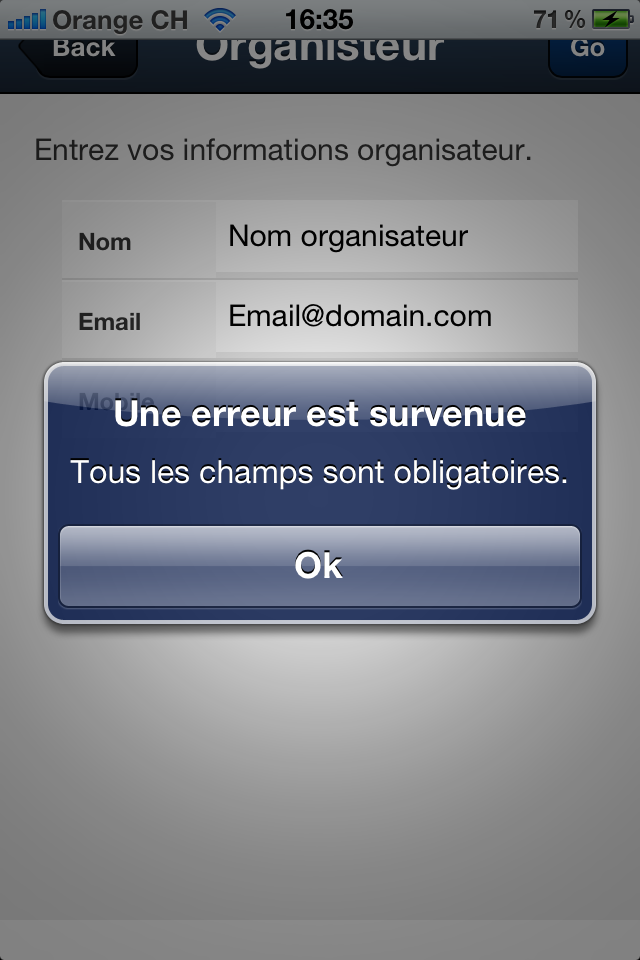 Orange CH 16:35 71 %
Back Organisteur Go
Entrez vos informations organisateur.
Nom Nom organisateur
Email Email@domain.com
Mobile
Une erreur est survenue
Tous les champs sont obligatoires.
Ok